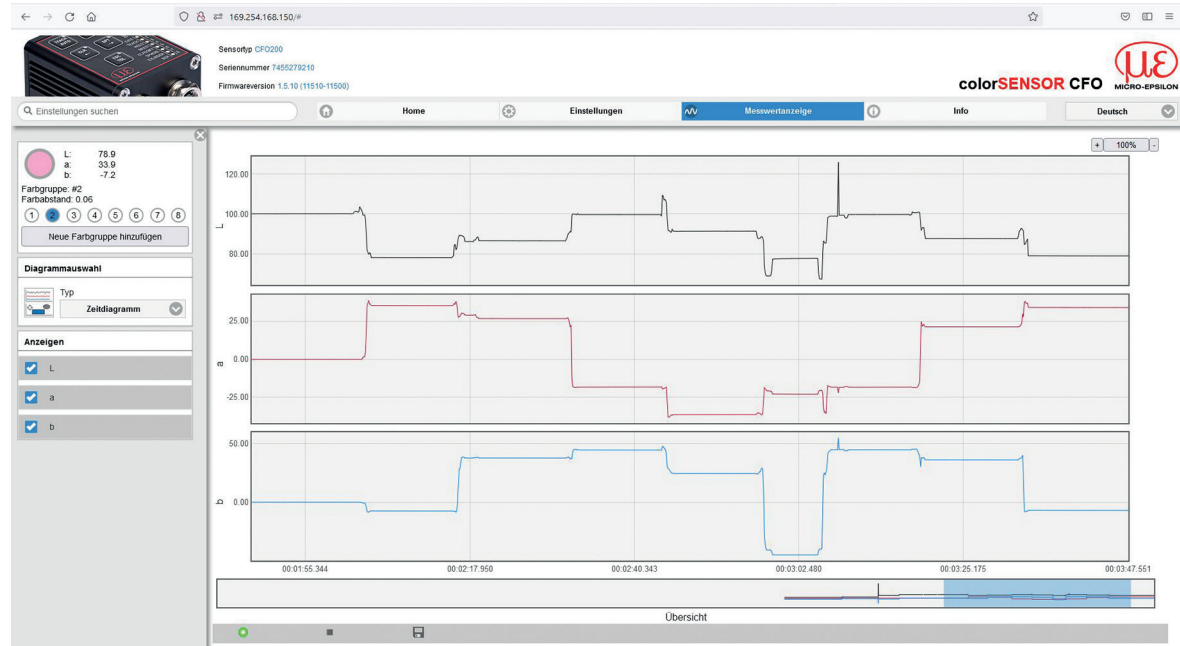 169.254.168.150/#
Sensortyp CFO200
Seriennummer 7455279210
Firmwareversion 1.5.10 (11510-11500)
colorSENSOR CFO
µε
MICRO-EPSILON
Einstellungen suchen
Home
Einstellungen
Messwertanzeige
Info
Deutsch
L: 78.9
a: 33.9
b: -7.2
Farbgruppe: #2
Farbabstand: 0.06
1 2 3 4 5 6 7 8
Neue Farbgruppe hinzufügen
Diagrammauswahl
Typ
Zeitdiagramm
Anzeigen
L
a
b
+ 100% -
120.00
100.00
80.00
L
25.00
0.00
-25.00
a
50.00
0.00
b
00:01:55.344 00:02:17.950 00:02:40.343 00:03:02.480 00:03:25.175 00:03:47.551
Übersicht